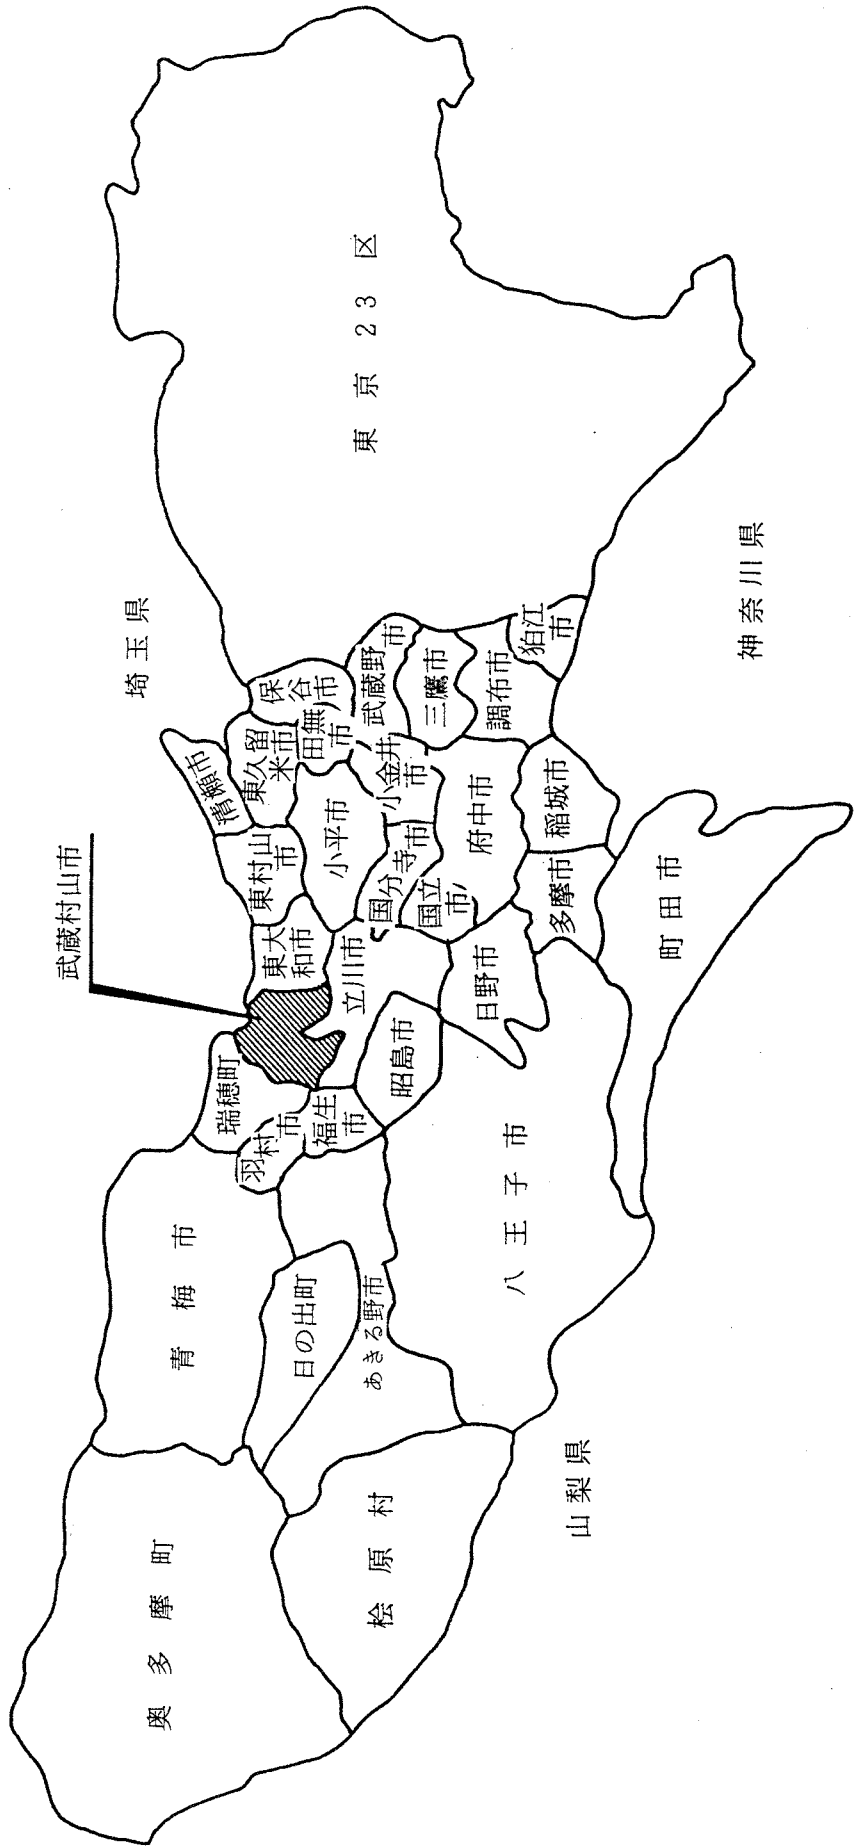 武蔵村山市
埼玉県
神奈川県
山梨県
奥多摩町
青梅市
桧原村
日の出町
あきる野市
八王子市
瑞穂町
羽村市
福生市
昭島市
立川市
東大
和市
東村山
市
清瀬市
東久留
米市
保谷
市
田無
市
小平市
国分寺市
国立
市
小金井
市
武蔵野
市
三鷹市
調布市
狛江
市
府中市
日野市
多摩市
稲城市
町田市
東京23区